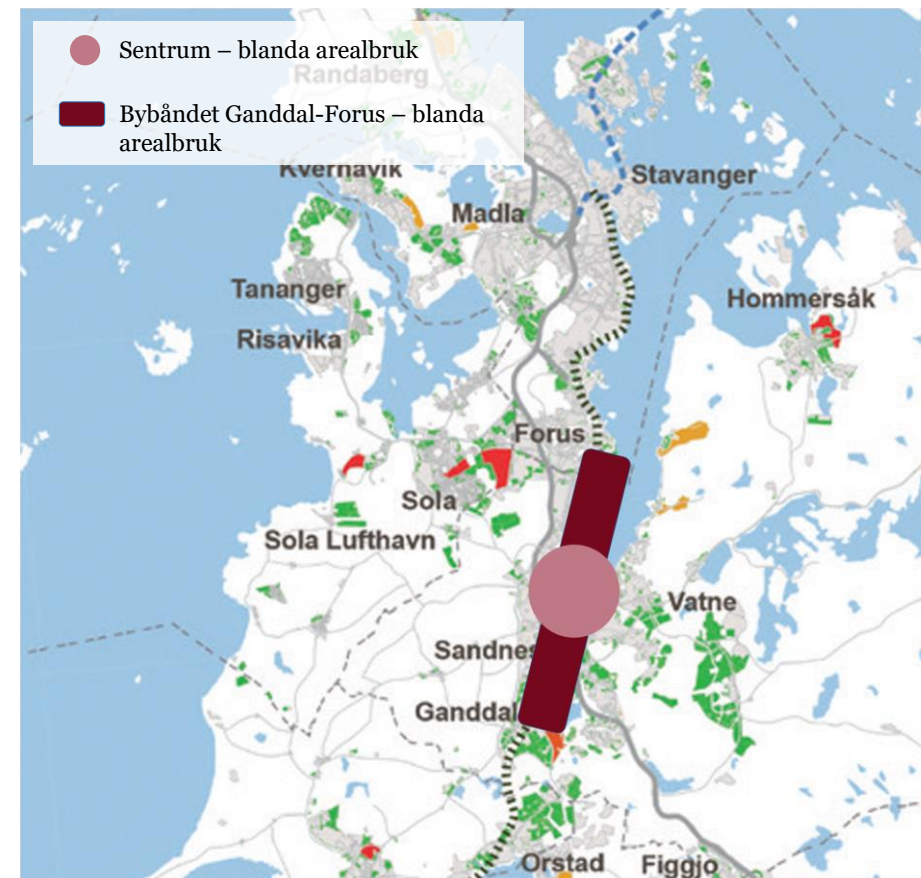 Sentrum – blanda arealbruk
Randaberg
Bybåndet Ganddal-Forus – blanda
arealbruk
Kvernavik
Stavanger
Madla
Tananger
Hommersåk
Risavika
Forus
Sola
Sola Lufthavn
Vatne
Sandnes
Ganddal
Orstad
Figgjo